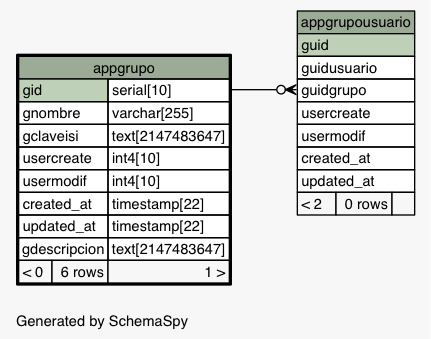 appgrupo
gid serial[10]
gnombre varchar[255]
gclaveisi text[2147483647]
usercreate int4[10]
usermodif int4[10]
created_at timestamp[22]
updated_at timestamp[22]
gdescripcion text[2147483647]
< 0 6 rows 1 >
appgrupousuario
guid
guidusuario
guidgrupo
usercreate
usermodif
created_at
updated_at
< 2 0 rows
Generated by SchemaSpy